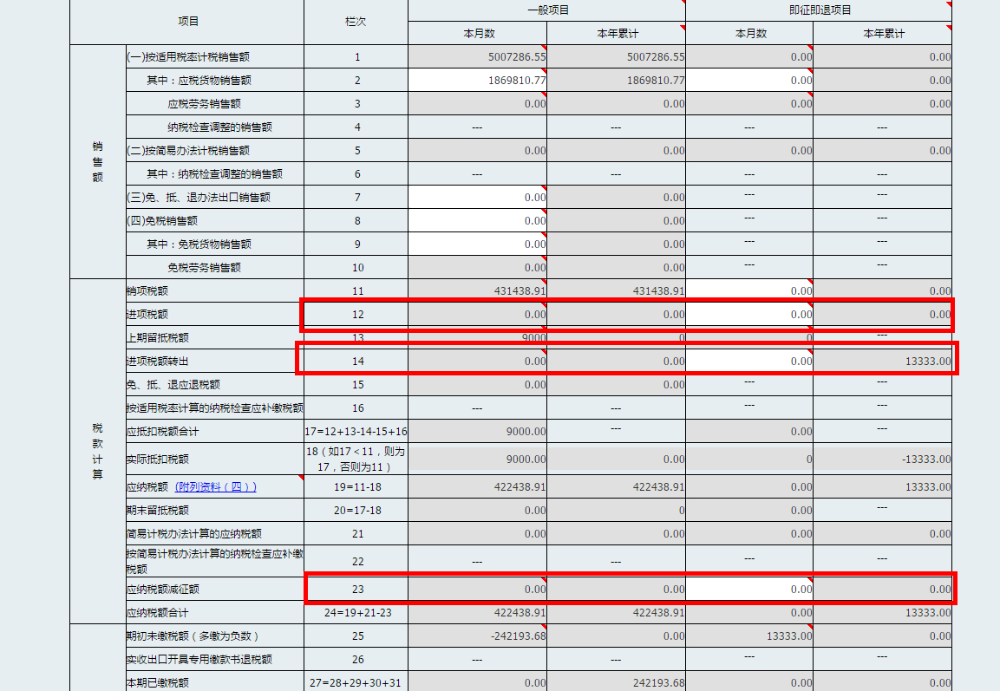 项目 栏次 一般项目 即征即退项目
本月数 本年累计 本月数 本年累计
销售额
(一)按适用税率计税销售额 1 5007286.55 5007286.55 0.00 0.00
其中：应税货物销售额 2 1869810.77 1869810.77 0.00 0.00
应税劳务销售额 3 0.00 0.00 0.00 0.00
纳税检查调整的销售额 4 --- --- --- ---
(二)按简易办法计税销售额 5 0.00 0.00 0.00 0.00
其中：纳税检查调整的销售额 6 --- --- --- ---
(三)免、抵、退办法出口销售额 7 0.00 0.00 --- ---
(四)免税销售额 8 0.00 0.00 --- ---
其中：免税货物销售额 9 0.00 0.00 --- ---
免税劳务销售额 10 0.00 0.00 --- ---
税款计算
销项税额 11 431438.91 431438.91 0.00 0.00
进项税额 12 0.00 0.00 0.00 0.00
上期留抵税额 13 9000 0 0 ---
进项税额转出 14 0.00 0.00 0.00 13333.00
免、抵、退应退税额 15 0.00 0.00 --- ---
按适用税率计算的纳税检查应补缴税额 16 --- --- --- ---
应抵扣税额合计 17=12+13-14-15+16 9000.00 --- 0.00 ---
实际抵扣税额 18（如17＜11，则为 9000.00 0.00 0 -13333.00
17，否则为11）
应纳税额 (附列资料（四）) 19=11-18 422438.91 422438.91 0.00 13333.00
期末留抵税额 20=17-18 0.00 0 0.00 ---
简易计税办法计算的应纳税额 21 0.00 0.00 0.00 0.00
按简易计税办法计算的纳税检查应补缴 22 --- --- --- ---
税额
应纳税额减征额 23 0.00 0.00 0.00 0.00
应纳税额合计 24=19+21-23 422438.91 422438.91 0.00 13333.00
期初未缴税额（多缴为负数） 25 -242193.68 0.00 13333.00 0.00
实收出口开具专用缴款书退税额 26 --- --- --- ---
本期已缴税额 27=28+29+30+31 0.00 242193.68 0.00 0.00